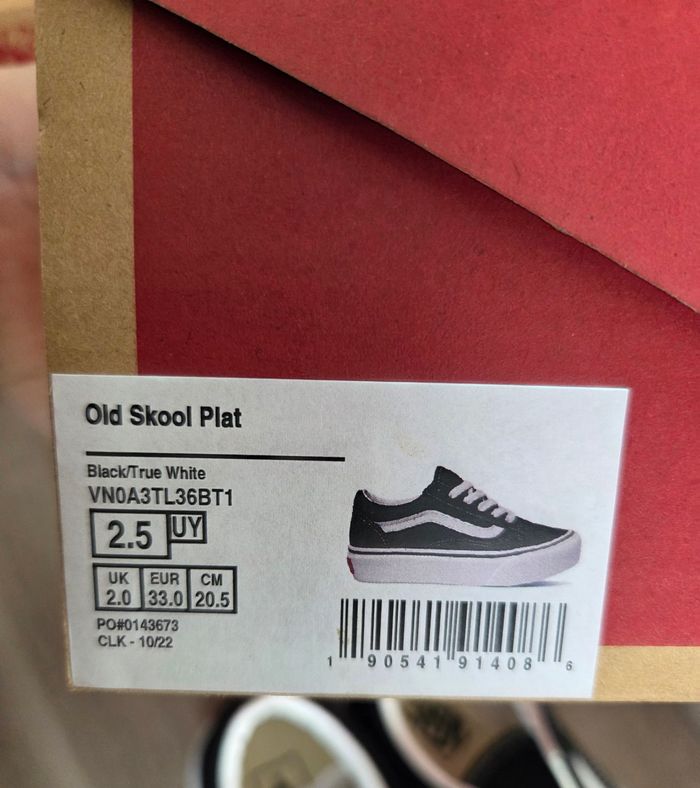 Old Skool Plat
Black/True White
VN0A3TL36BT1
2.5 UY
UK EUR CM
2.0 33.0 20.5
PO#0143673
CLK - 10/22
1 90541 91408 6